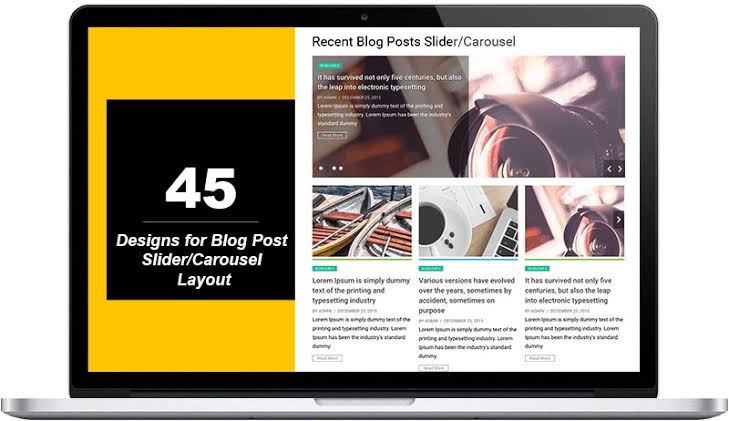 45
Designs for Blog Post
Slider/Carousel
Layout
Recent Blog Posts Slider/Carousel
It has survived not only five centuries, but also
the leap into electronic typesetting
BY ADMIN / DECEMBER 25, 2015
Lorem Ipsum is simply dummy text of the printing and
typesetting industry. Lorem Ipsum has been the industry's
standard dummy
Read More
Lorem Ipsum is simply dummy
text of the printing and
typesetting industry
BY ADMIN / DECEMBER 25, 2015
Lorem Ipsum is simply dummy text of the
printing and typesetting industry. Lorem
Ipsum has been the industry's standard
dummy
Read More
Various versions have evolved
over the years, sometimes by
accident, sometimes on
purpose
BY ADMIN / DECEMBER 25, 2015
Lorem Ipsum is simply dummy text of the
printing and typesetting industry. Lorem
Ipsum has been the industry's standard
dummy
Read More
It has survived not only five
centuries, but also the leap
into electronic typesetting
BY ADMIN / DECEMBER 25, 2015
Lorem Ipsum is simply dummy text of the
printing and typesetting industry. Lorem
Ipsum has been the industry's standard
dummy
Read More